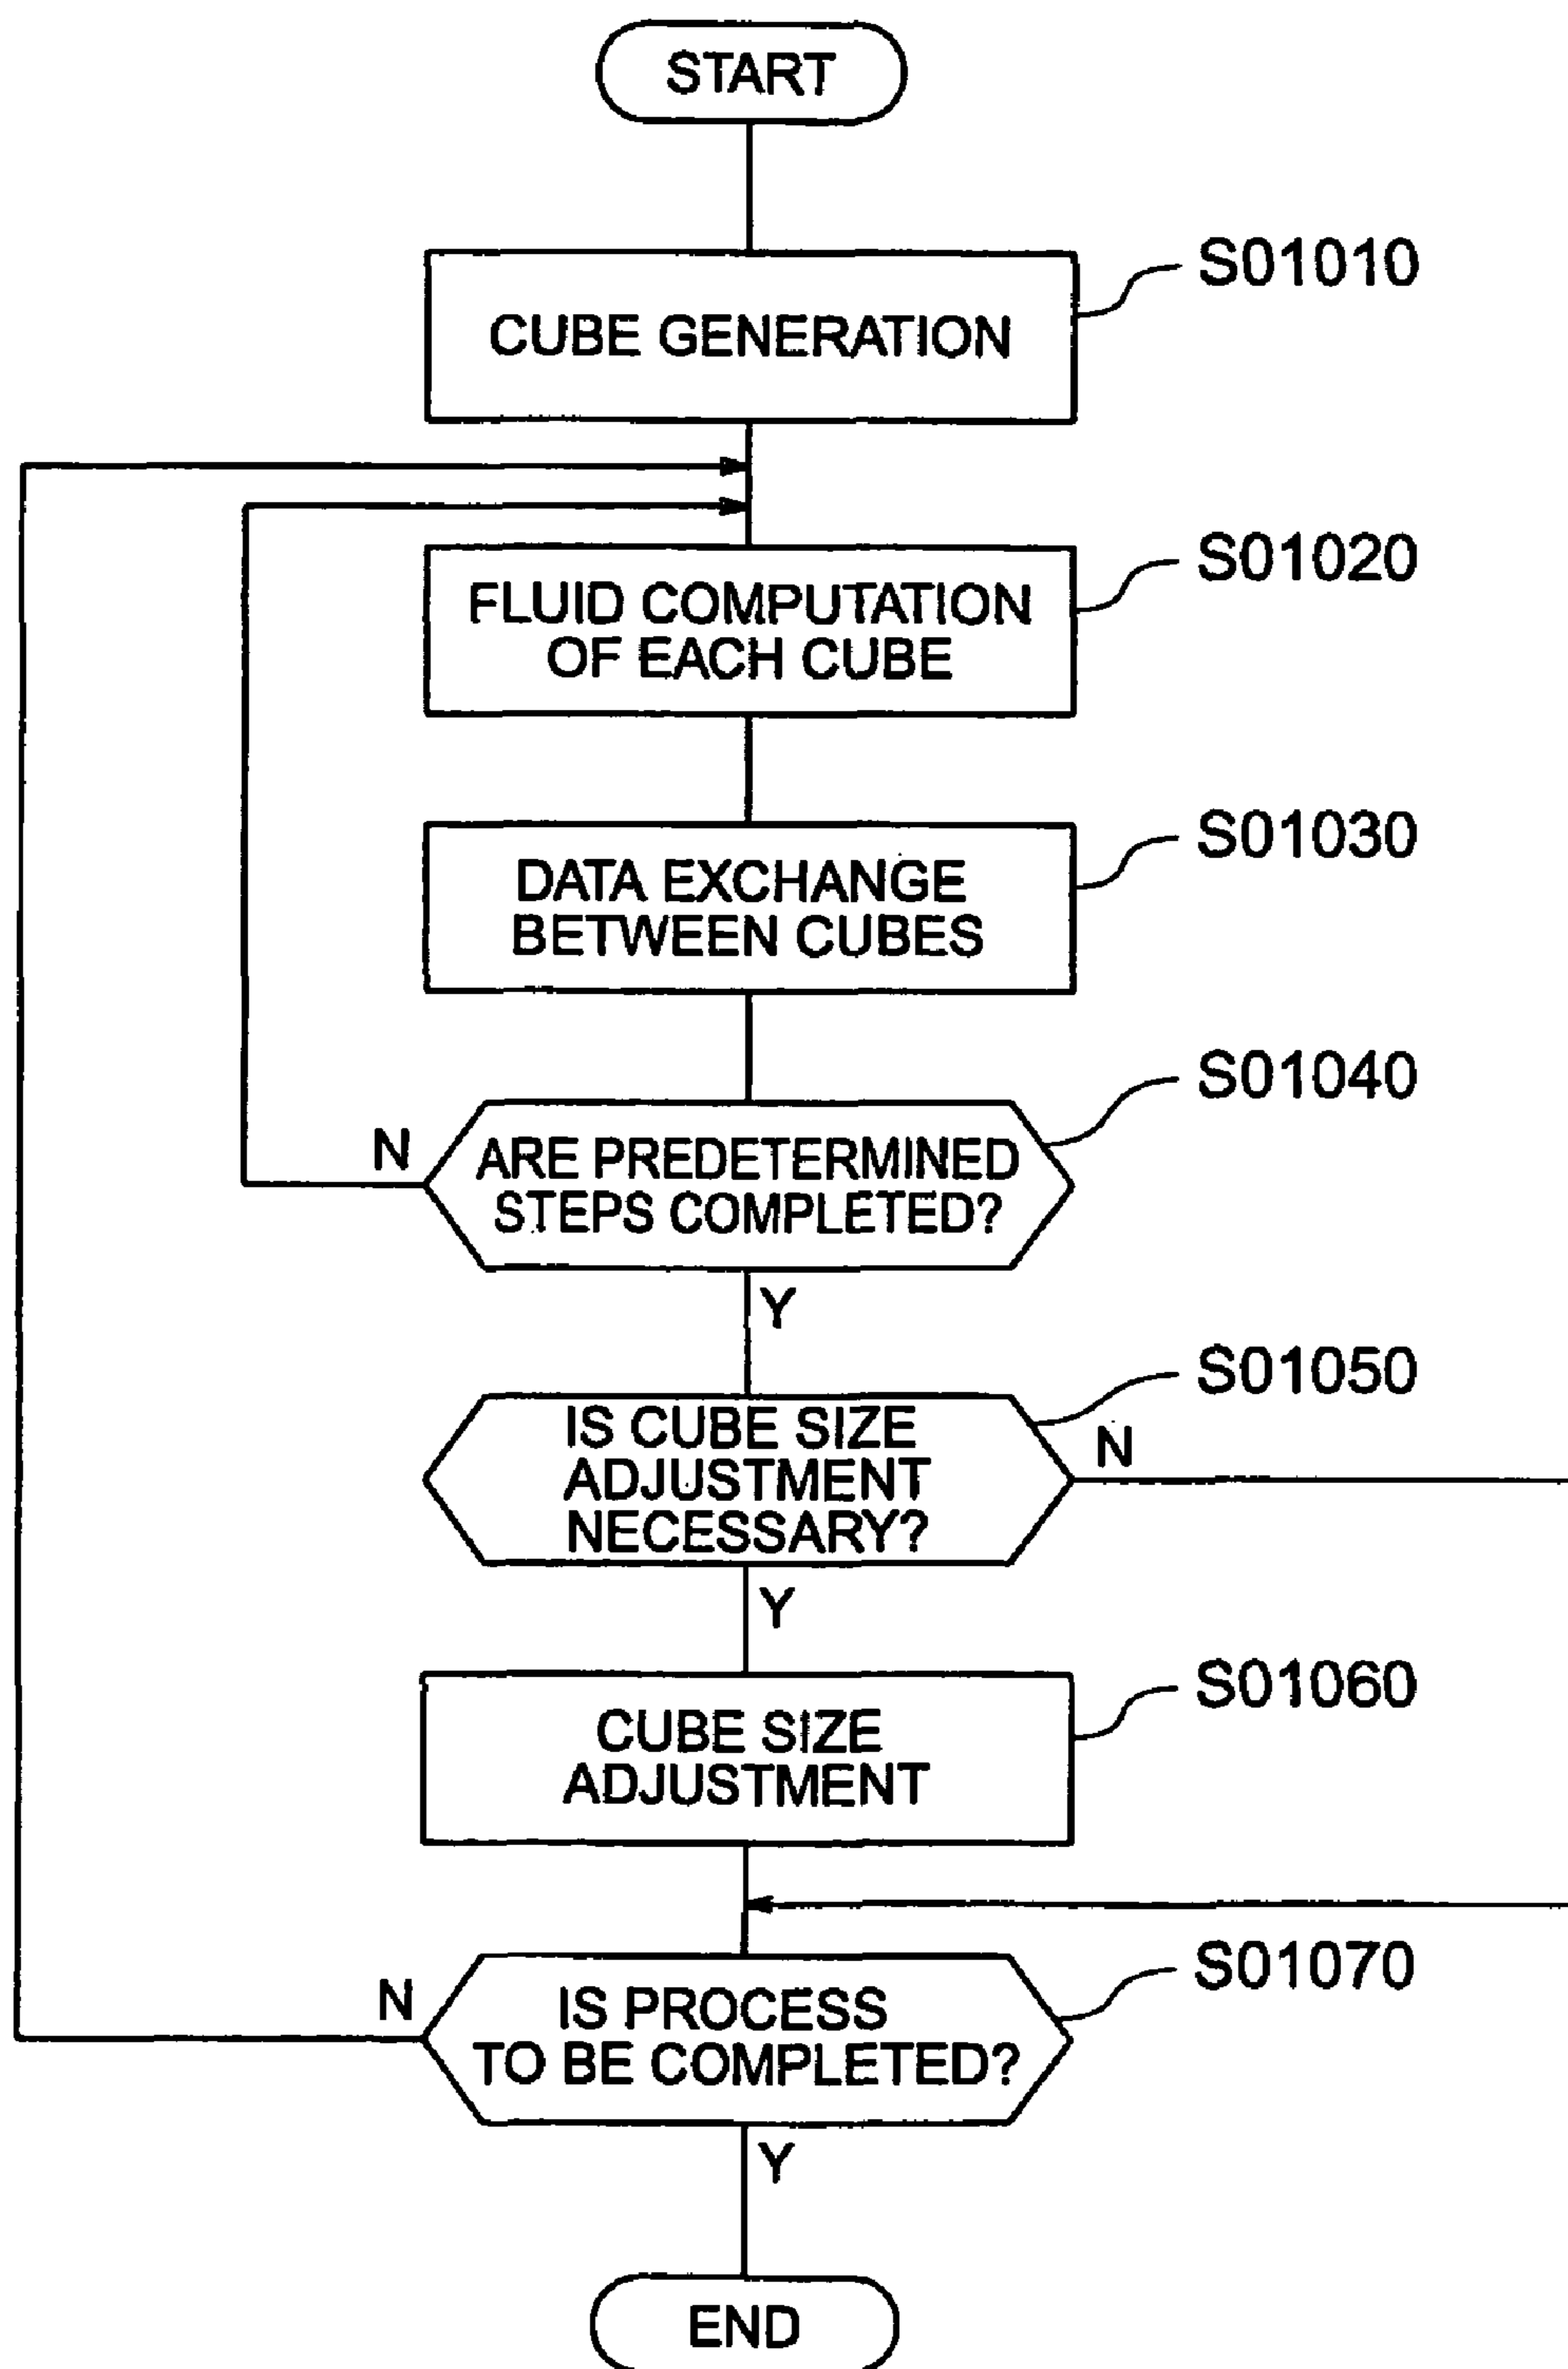 START
S01010
CUBE GENERATION
S01020
FLUID COMPUTATION
OF EACH CUBE
S01030
DATA EXCHANGE
BETWEEN CUBES
S01040
N
ARE PREDETERMINED
STEPS COMPLETED?
Y
S01050
IS CUBE SIZE
ADJUSTMENT
NECESSARY?
N
Y
S01060
CUBE SIZE
ADJUSTMENT
S01070
N
IS PROCESS
TO BE COMPLETED?
Y
END